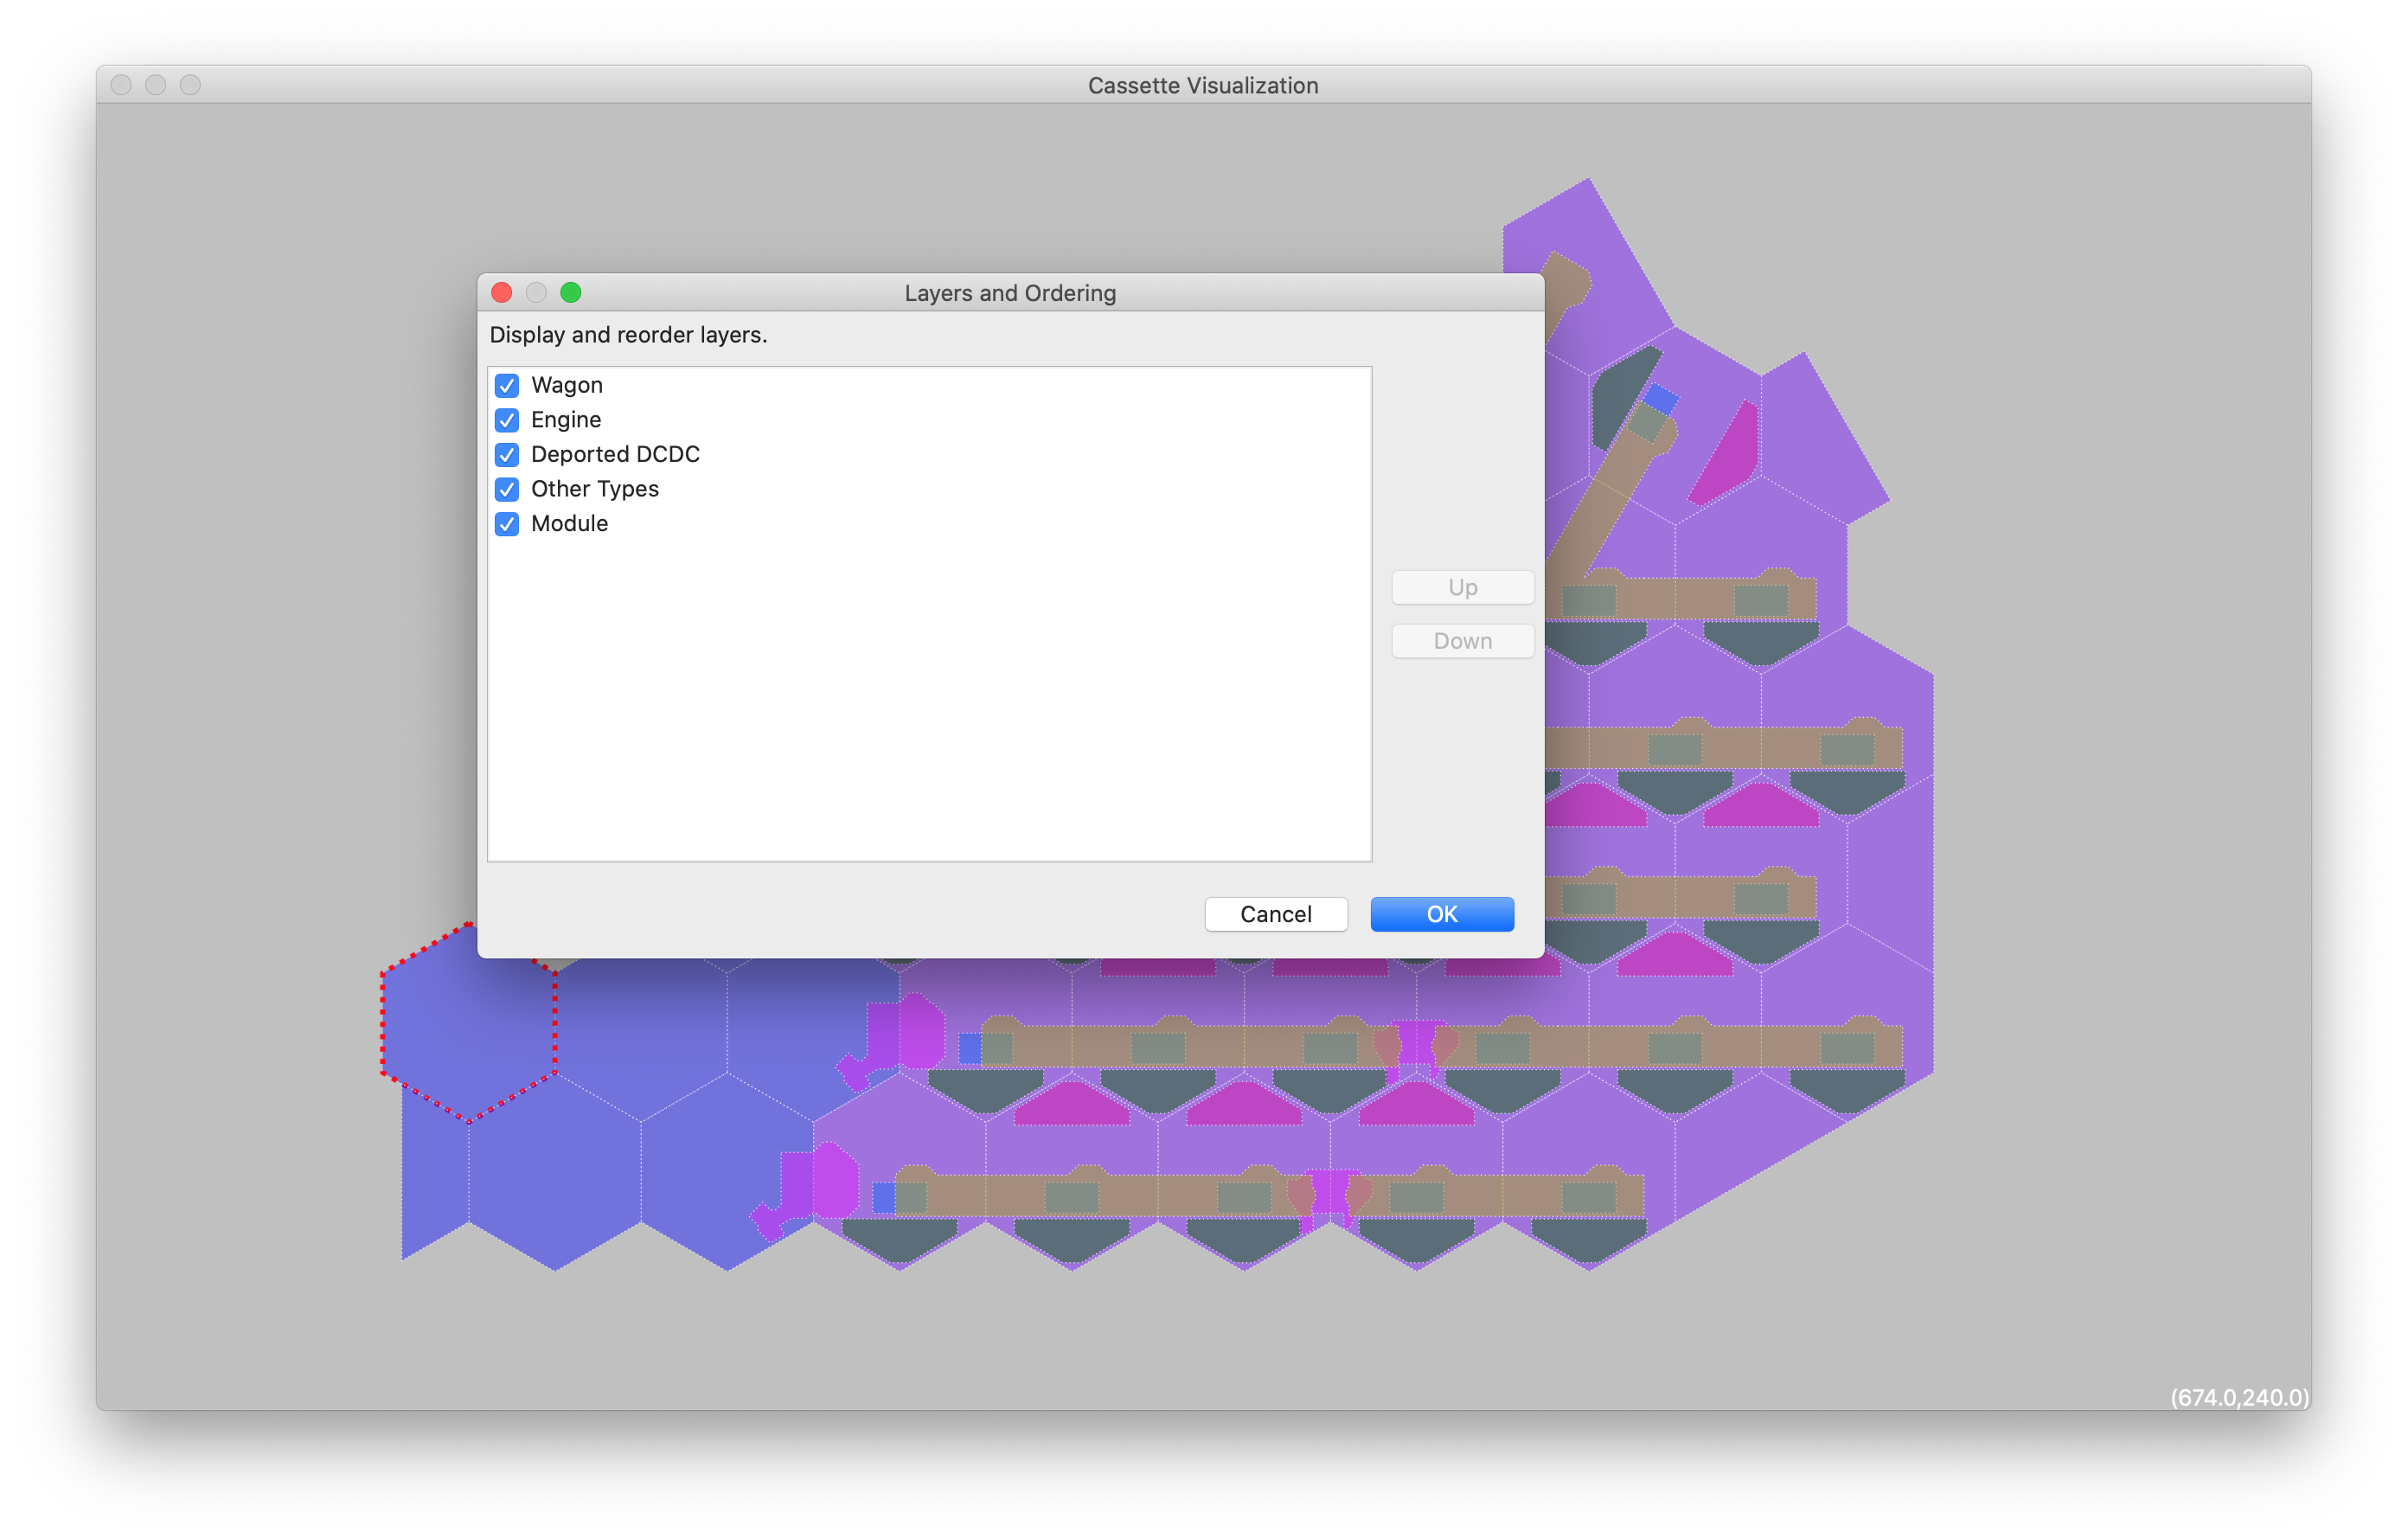 Cassette Visualization
Layers and Ordering
Display and reorder layers.
Wagon
Engine
Deported DCDC
Other Types
Module
Up
Down
Cancel
OK
(674.0,240.0)